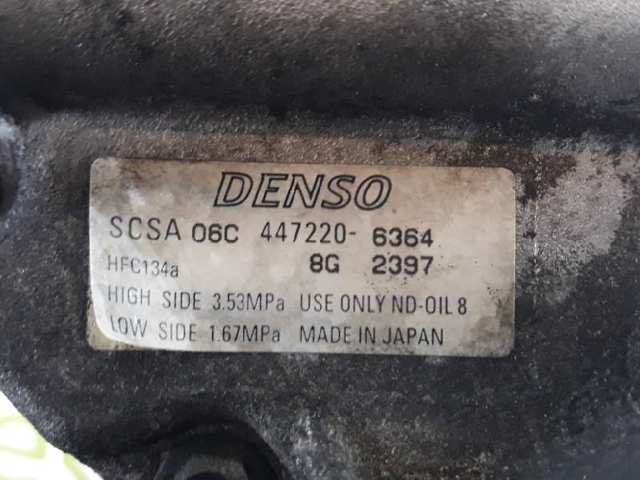 DENSO
SCSA 06C 447220- 6364
HFC134a 8G 2397
HIGH SIDE 3.53MPa USE ONLY ND-OIL 8
LOW SIDE 1.67MPa MADE IN JAPAN